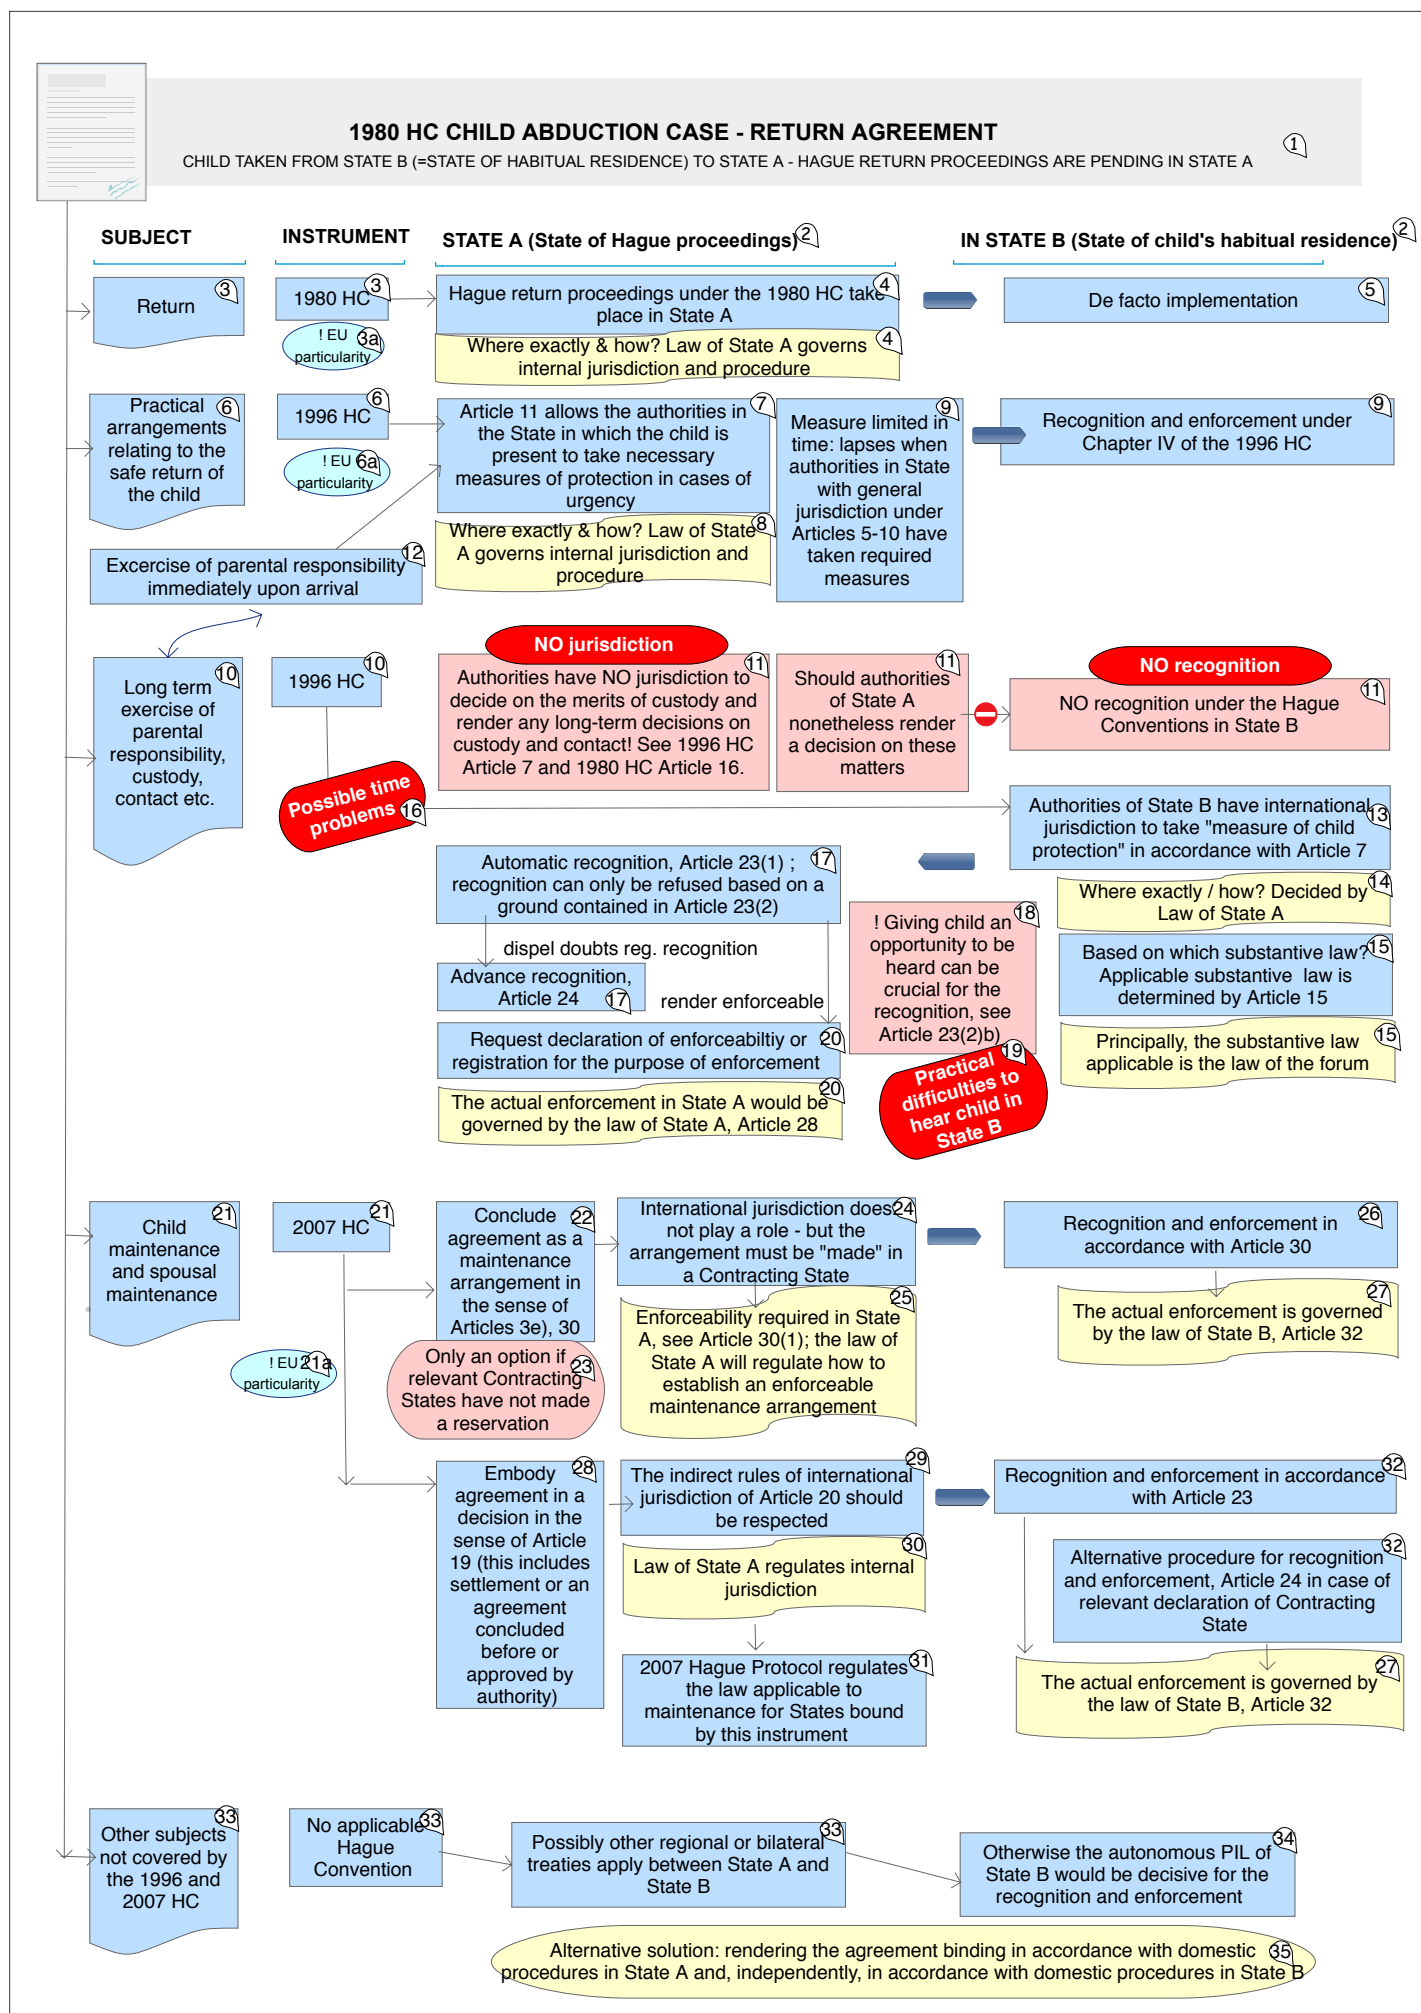 1980 HC CHILD ABDUCTION CASE - RETURN AGREEMENT
CHILD TAKEN FROM STATE B (=STATE OF HABITUAL RESIDENCE) TO STATE A - HAGUE RETURN PROCEEDINGS ARE PENDING IN STATE A
1
SUBJECT
INSTRUMENT
STATE A (State of Hague proceedings)
2
IN STATE B (State of child's habitual residence)
2
Return
3
1980 HC
3
! EU
particularity
3a
Hague return proceedings under the 1980 HC take
place in State A
4
Where exactly & how? Law of State A governs
internal jurisdiction and procedure
4
De facto implementation
5
Practical
arrangements
relating to the
safe return of
the child
6
1996 HC
6
! EU
particularity
6a
Article 11 allows the authorities in
the State in which the child is
present to take necessary
measures of protection in cases of
urgency
7
Where exactly & how? Law of State
A governs internal jurisdiction and
procedure
8
Measure limited in
time: lapses when
authorities in State
with general
jurisdiction under
Articles 5-10 have
taken required
measures
9
Recognition and enforcement under
Chapter IV of the 1996 HC
9
Excercise of parental responsibility
immediately upon arrival
12
Long term
exercise of
parental
responsibility,
custody,
contact etc.
10
1996 HC
10
NO jurisdiction
Authorities have NO jurisdiction to
decide on the merits of custody and
render any long-term decisions on
custody and contact! See 1996 HC
Article 7 and 1980 HC Article 16.
11
Should authorities
of State A
nonetheless render
a decision on these
matters
11
NO recognition
NO recognition under the Hague
Conventions in State B
11
Possible time
problems
16
Authorities of State B have international
jurisdiction to take "measure of child
protection" in accordance with Article 7
13
Where exactly / how? Decided by
Law of State A
14
Based on which substantive law?
Applicable substantive law is
determined by Article 15
15
Principally, the substantive law
applicable is the law of the forum
15
Automatic recognition, Article 23(1) ;
recognition can only be refused based on a
ground contained in Article 23(2)
17
dispel doubts reg. recognition
Advance recognition,
Article 24
17
render enforceable
Request declaration of enforceabiltiy or
registration for the purpose of enforcement
20
The actual enforcement in State A would be
governed by the law of State A, Article 28
20
! Giving child an
opportunity to be
heard can be
crucial for the
recognition, see
Article 23(2)b)
18
Practical
difficulties to
hear child in
State B
19
Child
maintenance
and spousal
maintenance
21
2007 HC
21
! EU
particularity
21a
Conclude
agreement as a
maintenance
arrangement in
the sense of
Articles 3e), 30
22
Only an option if
relevant Contracting
States have not made
a reservation
23
International jurisdiction does
not play a role - but the
arrangement must be "made" in
a Contracting State
24
Enforceability required in State
A, see Article 30(1); the law of
State A will regulate how to
establish an enforceable
maintenance arrangement
25
Recognition and enforcement in
accordance with Article 30
26
The actual enforcement is governed
by the law of State B, Article 32
27
Embody
agreement in a
decision in the
sense of Article
19 (this includes
settlement or an
agreement
concluded
before or
approved by
authority)
28
The indirect rules of international
jurisdiction of Article 20 should
be respected
29
Law of State A regulates internal
jurisdiction
30
2007 Hague Protocol regulates
the law applicable to
maintenance for States bound
by this instrument
31
Recognition and enforcement in accordance
with Article 23
32
Alternative procedure for recognition
and enforcement, Article 24 in case of
relevant declaration of Contracting
State
32
The actual enforcement is governed by
the law of State B, Article 32
27
Other subjects
not covered by
the 1996 and
2007 HC
33
No applicable
Hague
Convention
33
Possibly other regional or bilateral
treaties apply between State A and
State B
33
Otherwise the autonomous PIL of
State B would be decisive for the
recognition and enforcement
34
Alternative solution: rendering the agreement binding in accordance with domestic
procedures in State A and, independently, in accordance with domestic procedures in State B
35